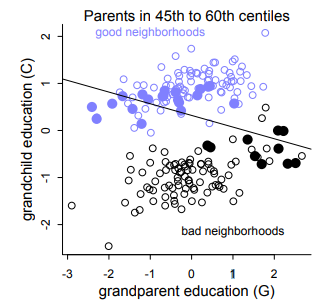 Parents in 45th to 60th centiles
good neighborhoods
2
1
0
-1
-2
grandchild education (C)
bad neighborhoods
-3 -2 -1 0 1 2
grandparent education (G)